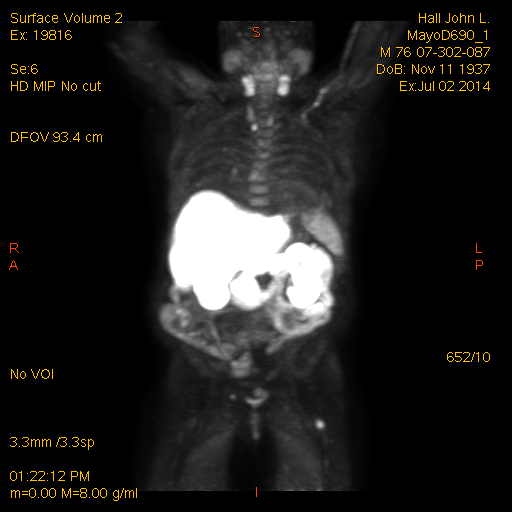 Surface Volume 2
Ex: 19816
Se:6
HD MIP No cut
DFOV 93.4 cm
S
Hall John L.
MayoD690_1
M 76 07-302-087
DoB: Nov 11 1937
Ex:Jul 02 2014
R
A
L
P
652/10
No VOI
3.3mm /3.3sp
01:22:12 PM
m=0.00 M=8.00 g/ml
I